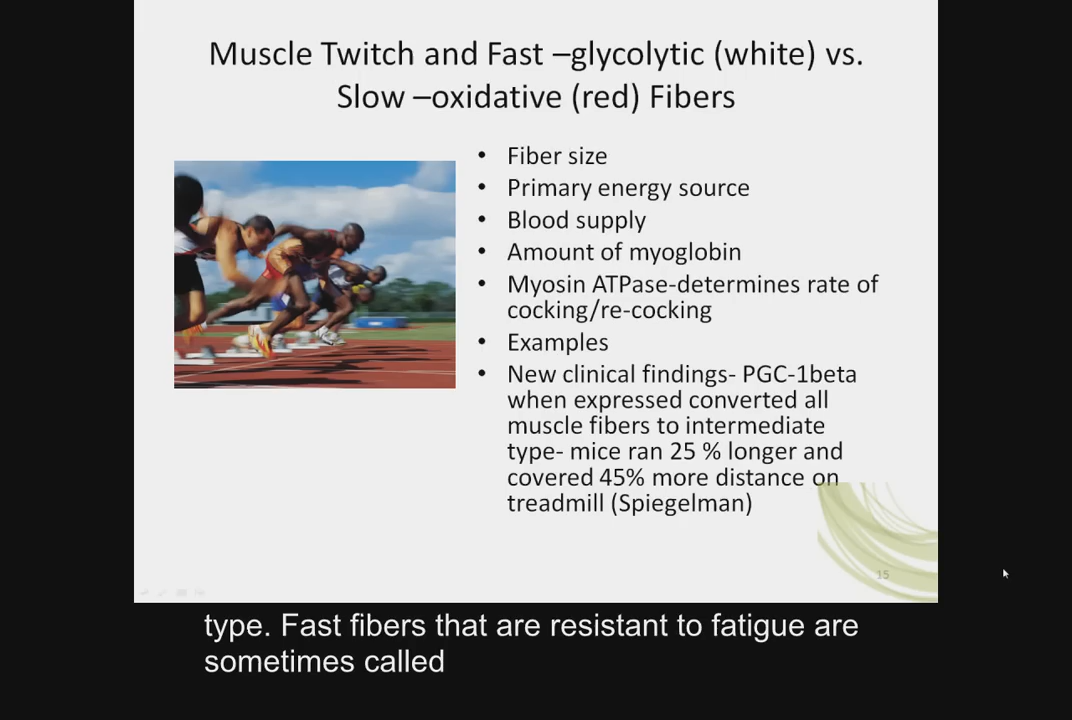 Muscle Twitch and Fast –glycolytic (white) vs.
Slow –oxidative (red) Fibers
• Fiber size
• Primary energy source
• Blood supply
• Amount of myoglobin
• Myosin ATPase-determines rate of
cocking/re-cocking
• Examples
• New clinical findings- PGC-1beta
when expressed converted all
muscle fibers to intermediate
type- mice ran 25 % longer and
covered 45% more distance on
treadmill (Spiegelman)
15
type. Fast fibers that are resistant to fatigue are
sometimes called